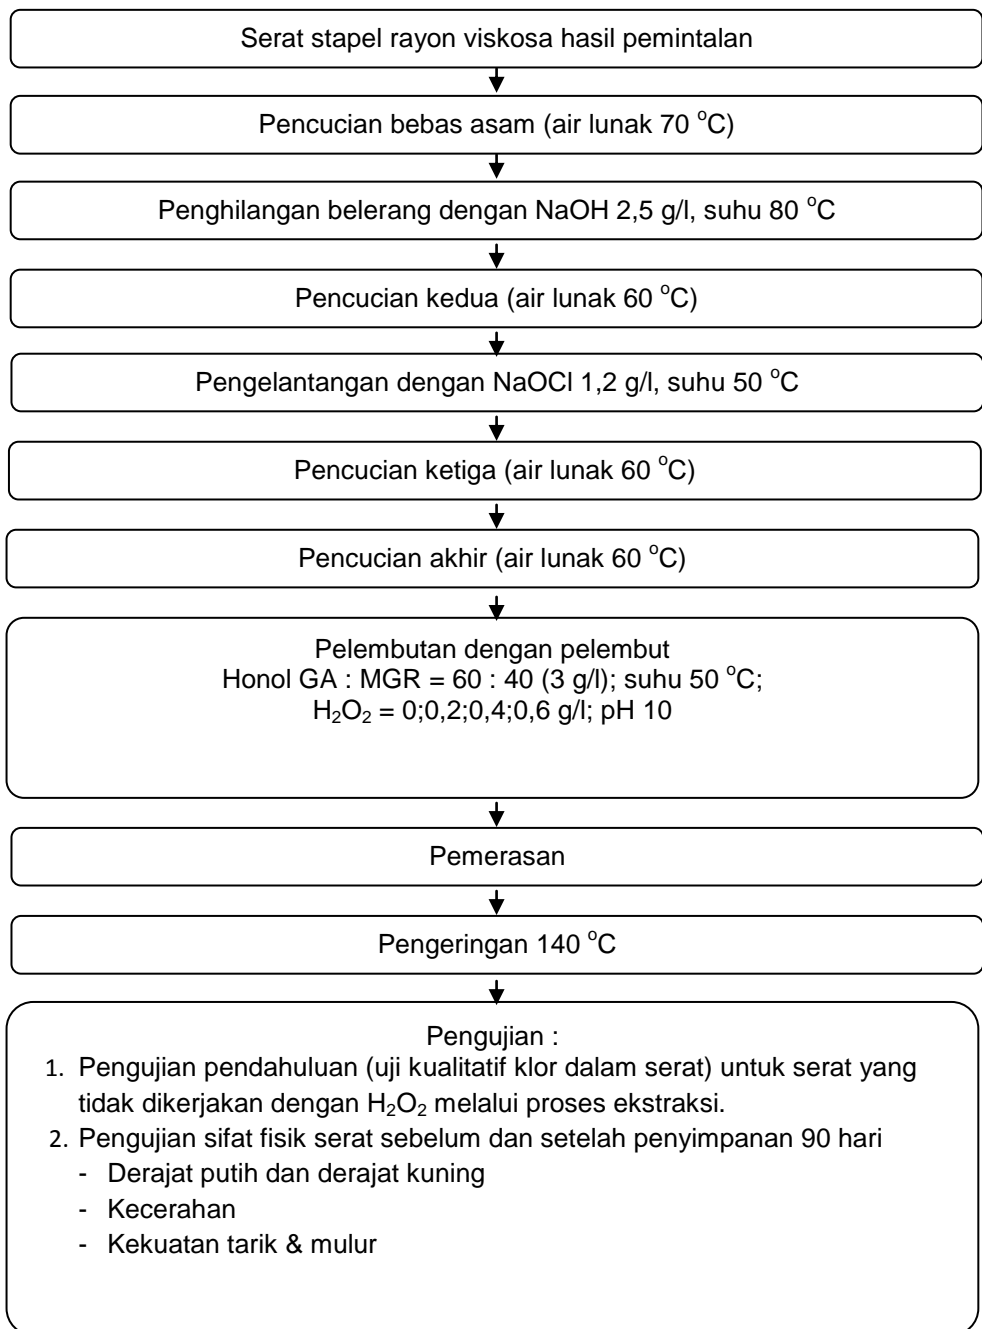 Serat stapel rayon viskosa hasil pemintalan
Pencucian bebas asam (air lunak 70 °C)
Penghilangan belerang dengan NaOH 2,5 g/l, suhu 80 °C
Pencucian kedua (air lunak 60 °C)
Pengelantangan dengan NaOCl 1,2 g/l, suhu 50 °C
Pencucian ketiga (air lunak 60 °C)
Pencucian akhir (air lunak 60 °C)
Pelembutan dengan pelembut
Honol GA : MGR = 60 : 40 (3 g/l); suhu 50 °C;
H₂O₂ = 0;0,2;0,4;0,6 g/l; pH 10
Pemerasan
Pengeringan 140 °C
Pengujian :
1. Pengujian pendahuluan (uji kualitatif klor dalam serat) untuk serat yang
tidak dikerjakan dengan H₂O₂ melalui proses ekstraksi.
2. Pengujian sifat fisik serat sebelum dan setelah penyimpanan 90 hari
- Derajat putih dan derajat kuning
- Kecerahan
- Kekuatan tarik & mulur